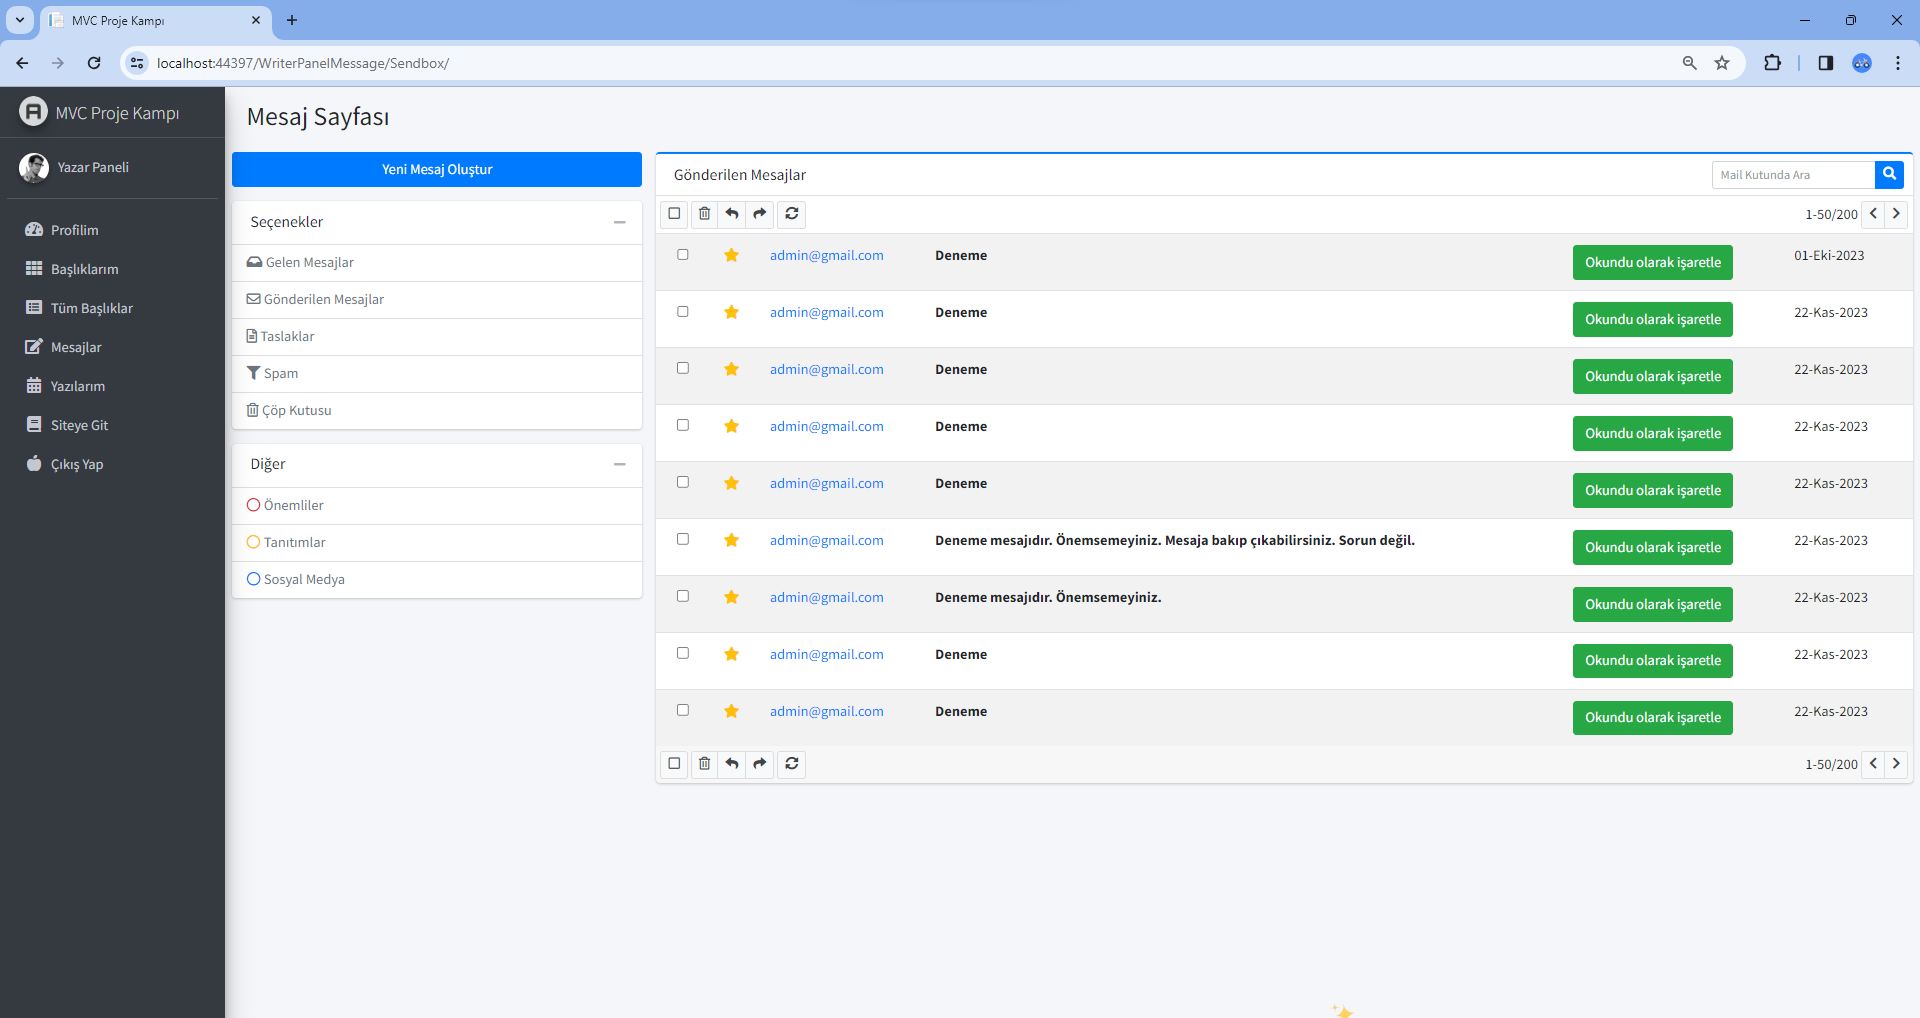 MVC Proje Kampı
localhost:44397/WriterPanelMessage/Sendbox/
MVC Proje Kampı
Yazar Paneli
Profilim
Başlıklarım
Tüm Başlıklar
Mesajlar
Yazılarım
Siteye Git
Çıkış Yap
Mesaj Sayfası
Yeni Mesaj Oluştur
Seçenekler
Gelen Mesajlar
Gönderilen Mesajlar
Taslaklar
Spam
Çöp Kutusu
Diğer
Önemliler
Tanıtımlar
Sosyal Medya
Gönderilen Mesajlar
Mail Kutunda Ara
1-50/200
admin@gmail.com Deneme Okundu olarak işaretle 01-Eki-2023
admin@gmail.com Deneme Okundu olarak işaretle 22-Kas-2023
admin@gmail.com Deneme Okundu olarak işaretle 22-Kas-2023
admin@gmail.com Deneme Okundu olarak işaretle 22-Kas-2023
admin@gmail.com Deneme Okundu olarak işaretle 22-Kas-2023
admin@gmail.com Deneme mesajıdır. Önemsemeyiniz. Mesaja bakıp çıkabilirsiniz. Sorun değil. Okundu olarak işaretle 22-Kas-2023
admin@gmail.com Deneme mesajıdır. Önemsemeyiniz. Okundu olarak işaretle 22-Kas-2023
admin@gmail.com Deneme Okundu olarak işaretle 22-Kas-2023
admin@gmail.com Deneme Okundu olarak işaretle 22-Kas-2023
1-50/200